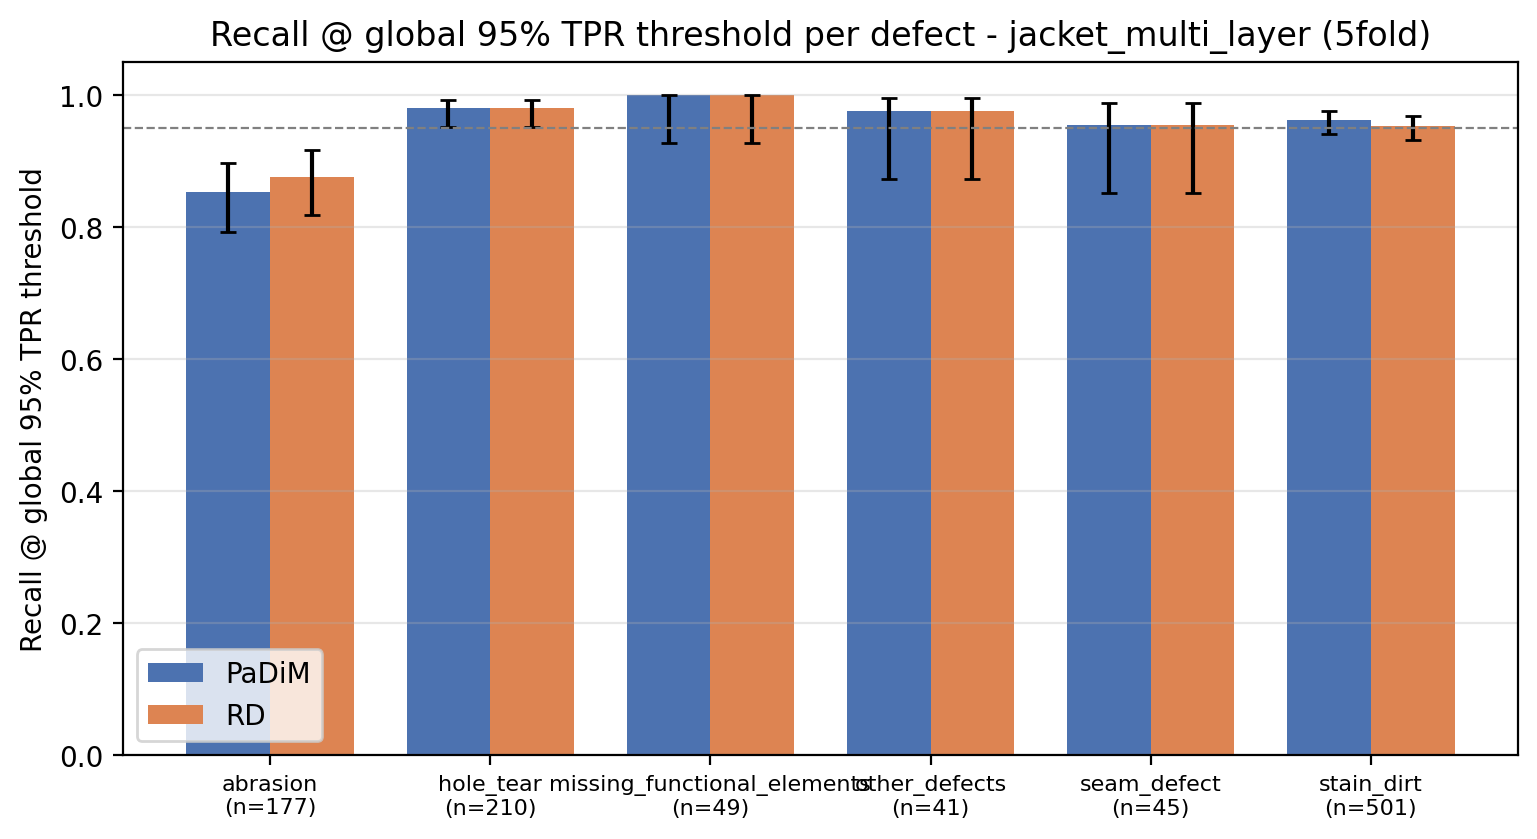 Recall @ global 95% TPR threshold per defect - jacket_multi_layer (5fold)
Recall @ global 95% TPR threshold
1.0
0.8
0.6
0.4
0.2
0.0
PaDiM
RD
abrasion
(n=177)
hole_tear
(n=210)
missing_functional_elements
(n=49)
other_defects
(n=41)
seam_defect
(n=45)
stain_dirt
(n=501)